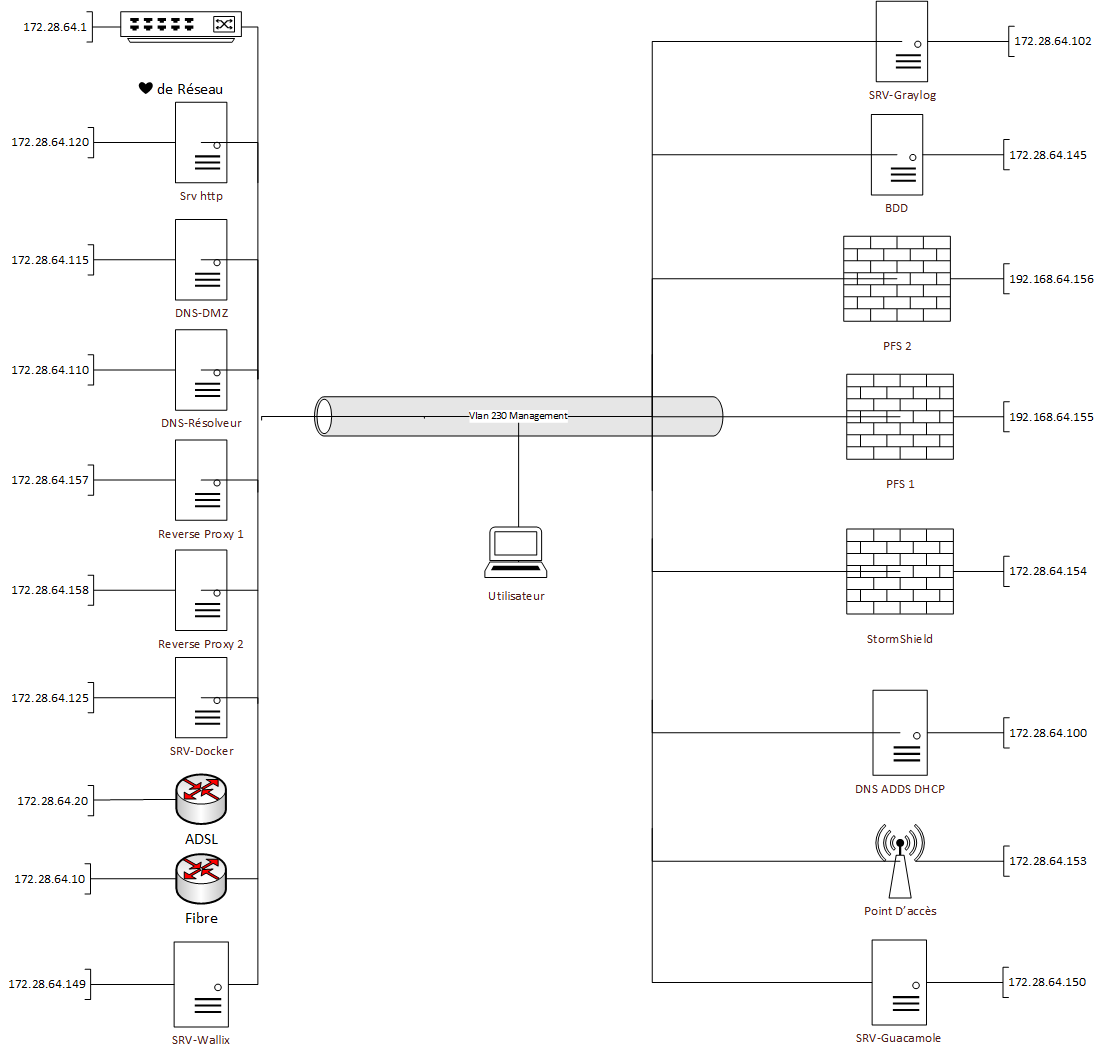 172.28.64.1
♥ de Réseau
172.28.64.120
Srv http
172.28.64.115
DNS-DMZ
172.28.64.110
DNS-Résolveur
172.28.64.157
Reverse Proxy 1
172.28.64.158
Reverse Proxy 2
172.28.64.125
SRV-Docker
172.28.64.20
ADSL
172.28.64.10
Fibre
172.28.64.149
SRV-Wallix
Vlan 230 Management
Utilisateur
172.28.64.102
SRV-Graylog
172.28.64.145
BDD
192.168.64.156
PFS 2
192.168.64.155
PFS 1
172.28.64.154
StormShield
172.28.64.100
DNS ADDS DHCP
172.28.64.153
Point D’accès
172.28.64.150
SRV-Guacamole